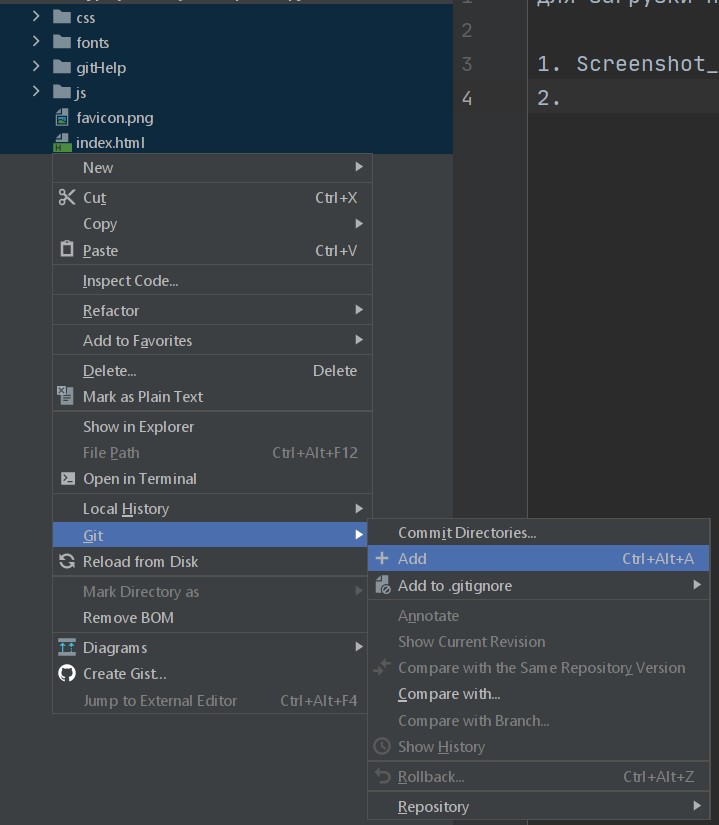 css
fonts
gitHelp
js
favicon.png
index.html
New
Cut Ctrl+X
Copy
Paste Ctrl+V
Inspect Code...
Refactor
Add to Favorites
Delete... Delete
Mark as Plain Text
Show in Explorer
File Path Ctrl+Alt+F12
Open in Terminal
Local History
Git
Reload from Disk
Mark Directory as
Remove BOM
Diagrams
Create Gist...
Jump to External Editor Ctrl+Alt+F4
Commit Directories...
Add Ctrl+Alt+A
Add to .gitignore
Annotate
Show Current Revision
Compare with the Same Repository Version
Compare with...
Compare with Branch...
Show History
Rollback... Ctrl+Alt+Z
Repository
для загрузки
2
3 1. Screenshot_
4 2.